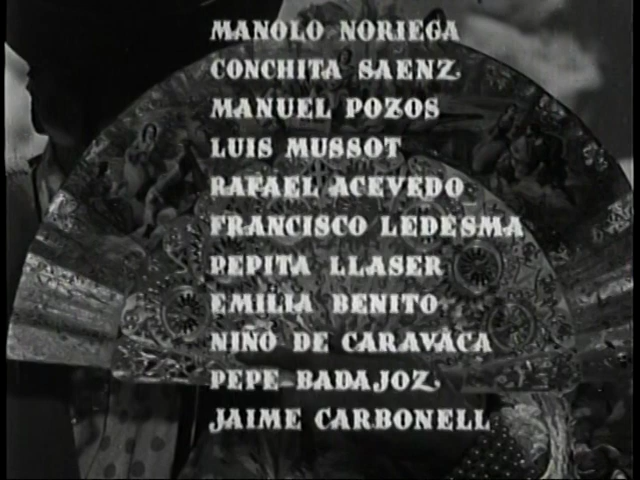 MANOLO NORIEGA
CONCHITA SAENZ
MANUEL POZOS
LUIS MUSSOT
RAFAEL ACEVEDO
FRANCISCO LEDESMA
PEPITA LLASER
EMILIA BENITO
NIÑO DE CARAVACA
PEPE BADAJOZ
JAIME CARBONELL